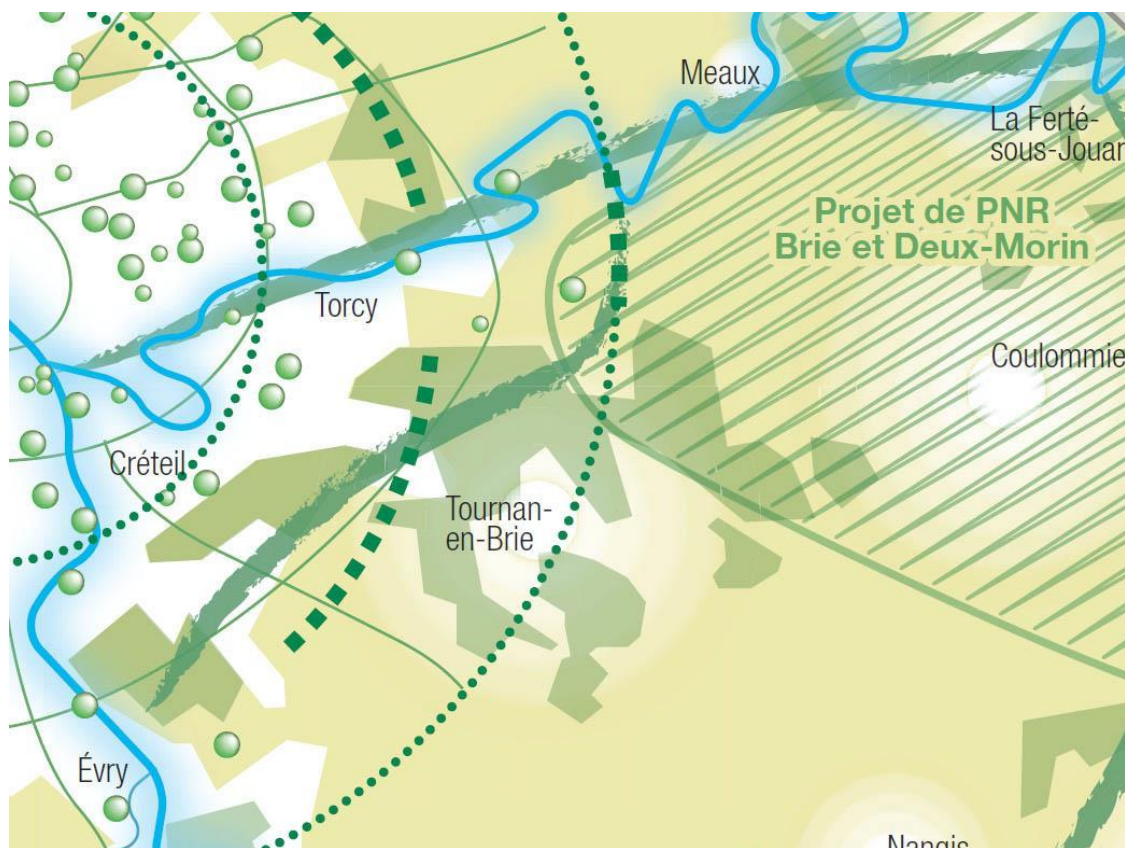 Meaux
La Ferté-
sous-Jouar
Projet de PNR
Brie et Deux-Morin
Torcy
Coulommie
Créteil
Tournan-
en-Brie
Évry
Nangis